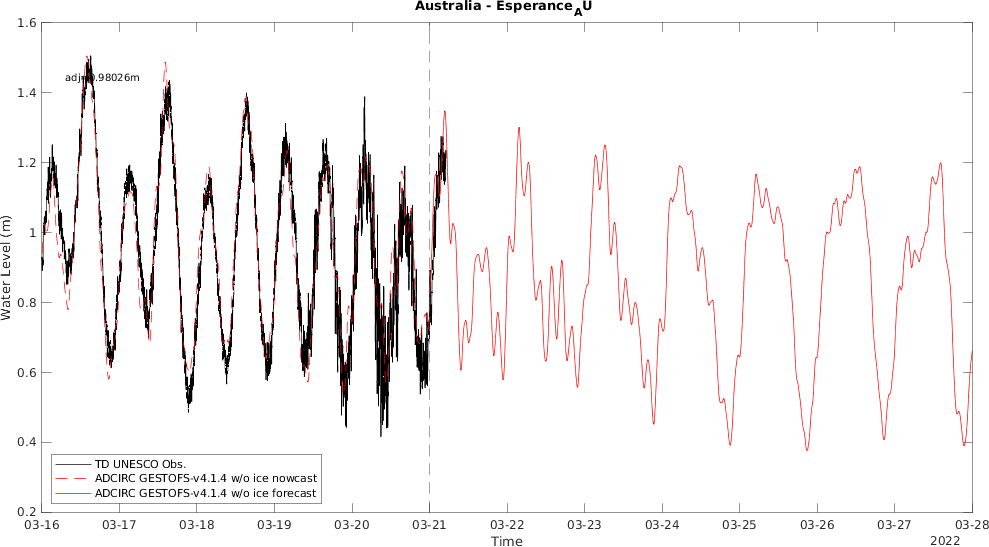 Australia - Esperance_AU
1.6
1.4
1.2
1
0.8
0.6
0.4
0.2
Water Level (m)
adj=0.98026m
TD UNESCO Obs.
ADCIRC GESTOFS-v4.1.4 w/o ice nowcast
ADCIRC GESTOFS-v4.1.4 w/o ice forecast
03-16 03-17 03-18 03-19 03-20 03-21 03-22 03-23 03-24 03-25 03-26 03-27 03-28
Time
2022